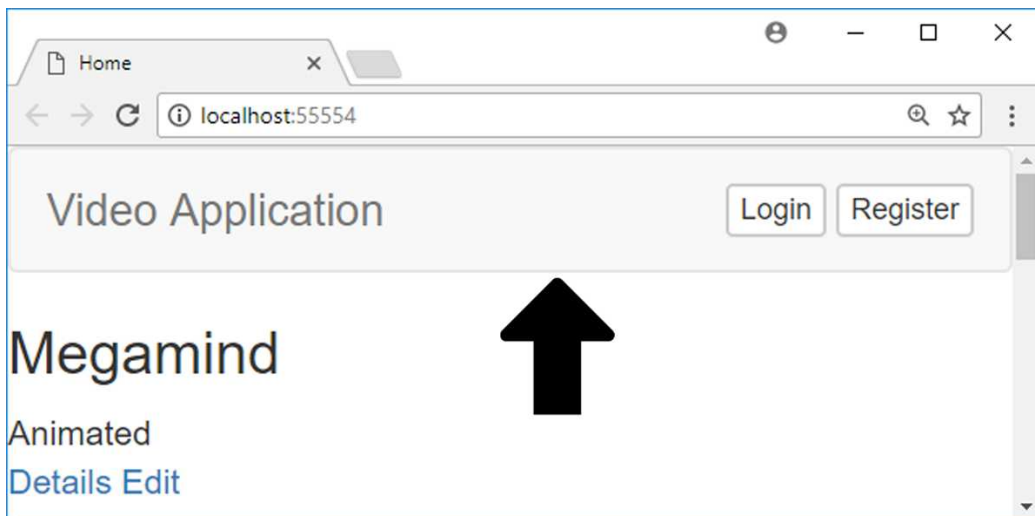 Home
localhost:55554
Video Application Login Register
Megamind
Animated
Details Edit